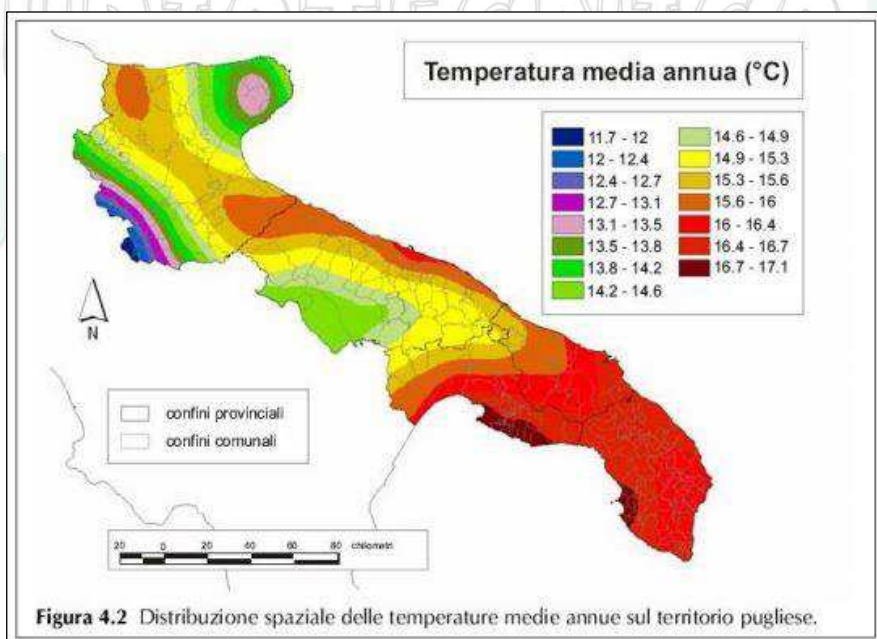 Temperatura media annua (°C)
11.7 - 12
12 - 12.4
12.4 - 12.7
12.7 - 13.1
13.1 - 13.5
13.5 - 13.8
13.8 - 14.2
14.2 - 14.6
14.6 - 14.9
14.9 - 15.3
15.3 - 15.6
15.6 - 16
16 - 16.4
16.4 - 16.7
16.7 - 17.1
N
confini provinciali
confini comunali
20 0 20 40 60 80 chilometri
Figura 4.2 Distribuzione spaziale delle temperature medie annue sul territorio pugliese.